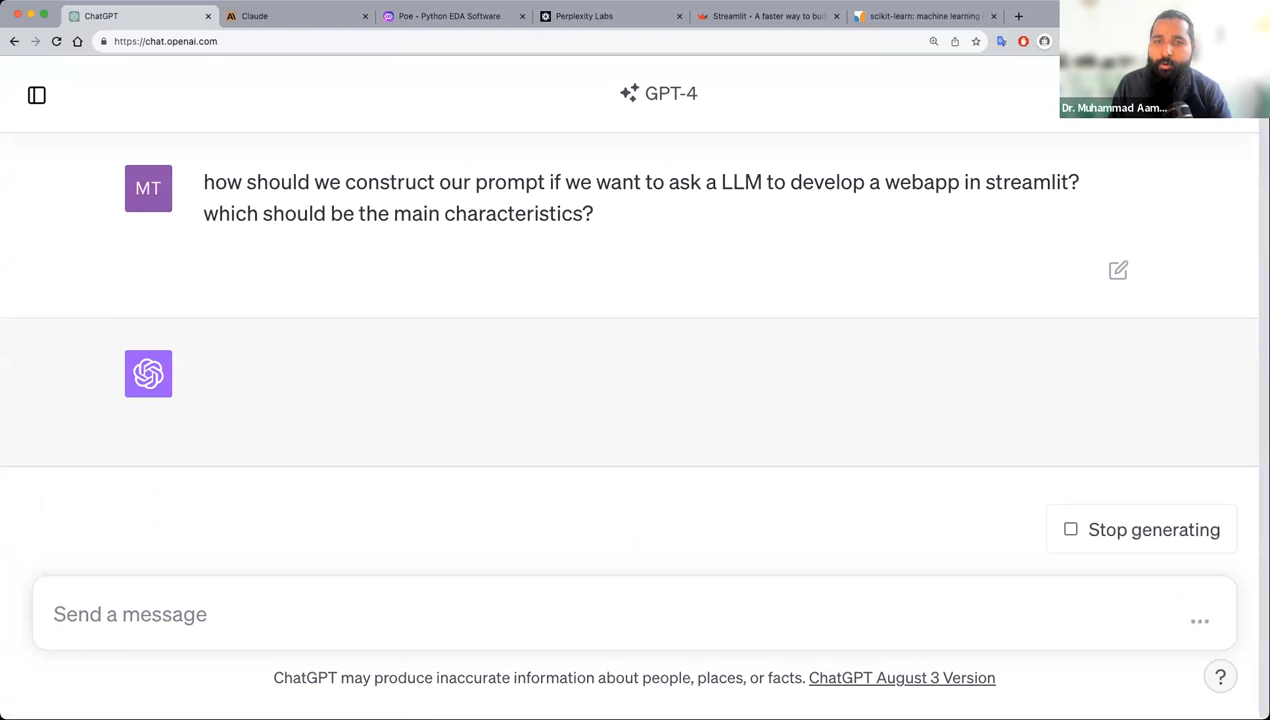 ChatGPT
Claude
Poe - Python EDA Software
Perplexity Labs
Streamlit • A faster way to buil
scikit-learn: machine learning
https://chat.openai.com
Dr. Muhammad Aam...
GPT-4
MT
how should we construct our prompt if we want to ask a LLM to develop a webapp in streamlit?
which should be the main characteristics?
Stop generating
Send a message
ChatGPT may produce inaccurate information about people, places, or facts. ChatGPT August 3 Version
?